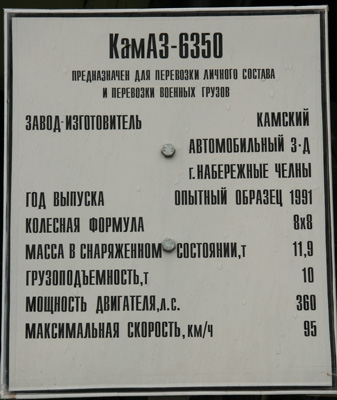 КамАЗ-6350
ПРЕДНАЗНАЧЕН ДЛЯ ПЕРЕВОЗКИ ЛИЧНОГО СОСТАВА
И ПЕРЕВОЗКИ ВОЕННЫХ ГРУЗОВ
ЗАВОД-ИЗГОТОВИТЕЛЬ КАМСКИЙ
АВТОМОБИЛЬНЫЙ З-Д
г.НАБЕРЕЖНЫЕ ЧЕЛНЫ
ГОД ВЫПУСКА ОПЫТНЫЙ ОБРАЗЕЦ 1991
КОЛЕСНАЯ ФОРМУЛА 8х8
МАССА В СНАРЯЖЕННОМ СОСТОЯНИИ,т 11,9
ГРУЗОПОДЪЕМНОСТЬ,т 10
МОЩНОСТЬ ДВИГАТЕЛЯ,л.с. 360
МАКСИМАЛЬНАЯ СКОРОСТЬ,КМ/Ч 95